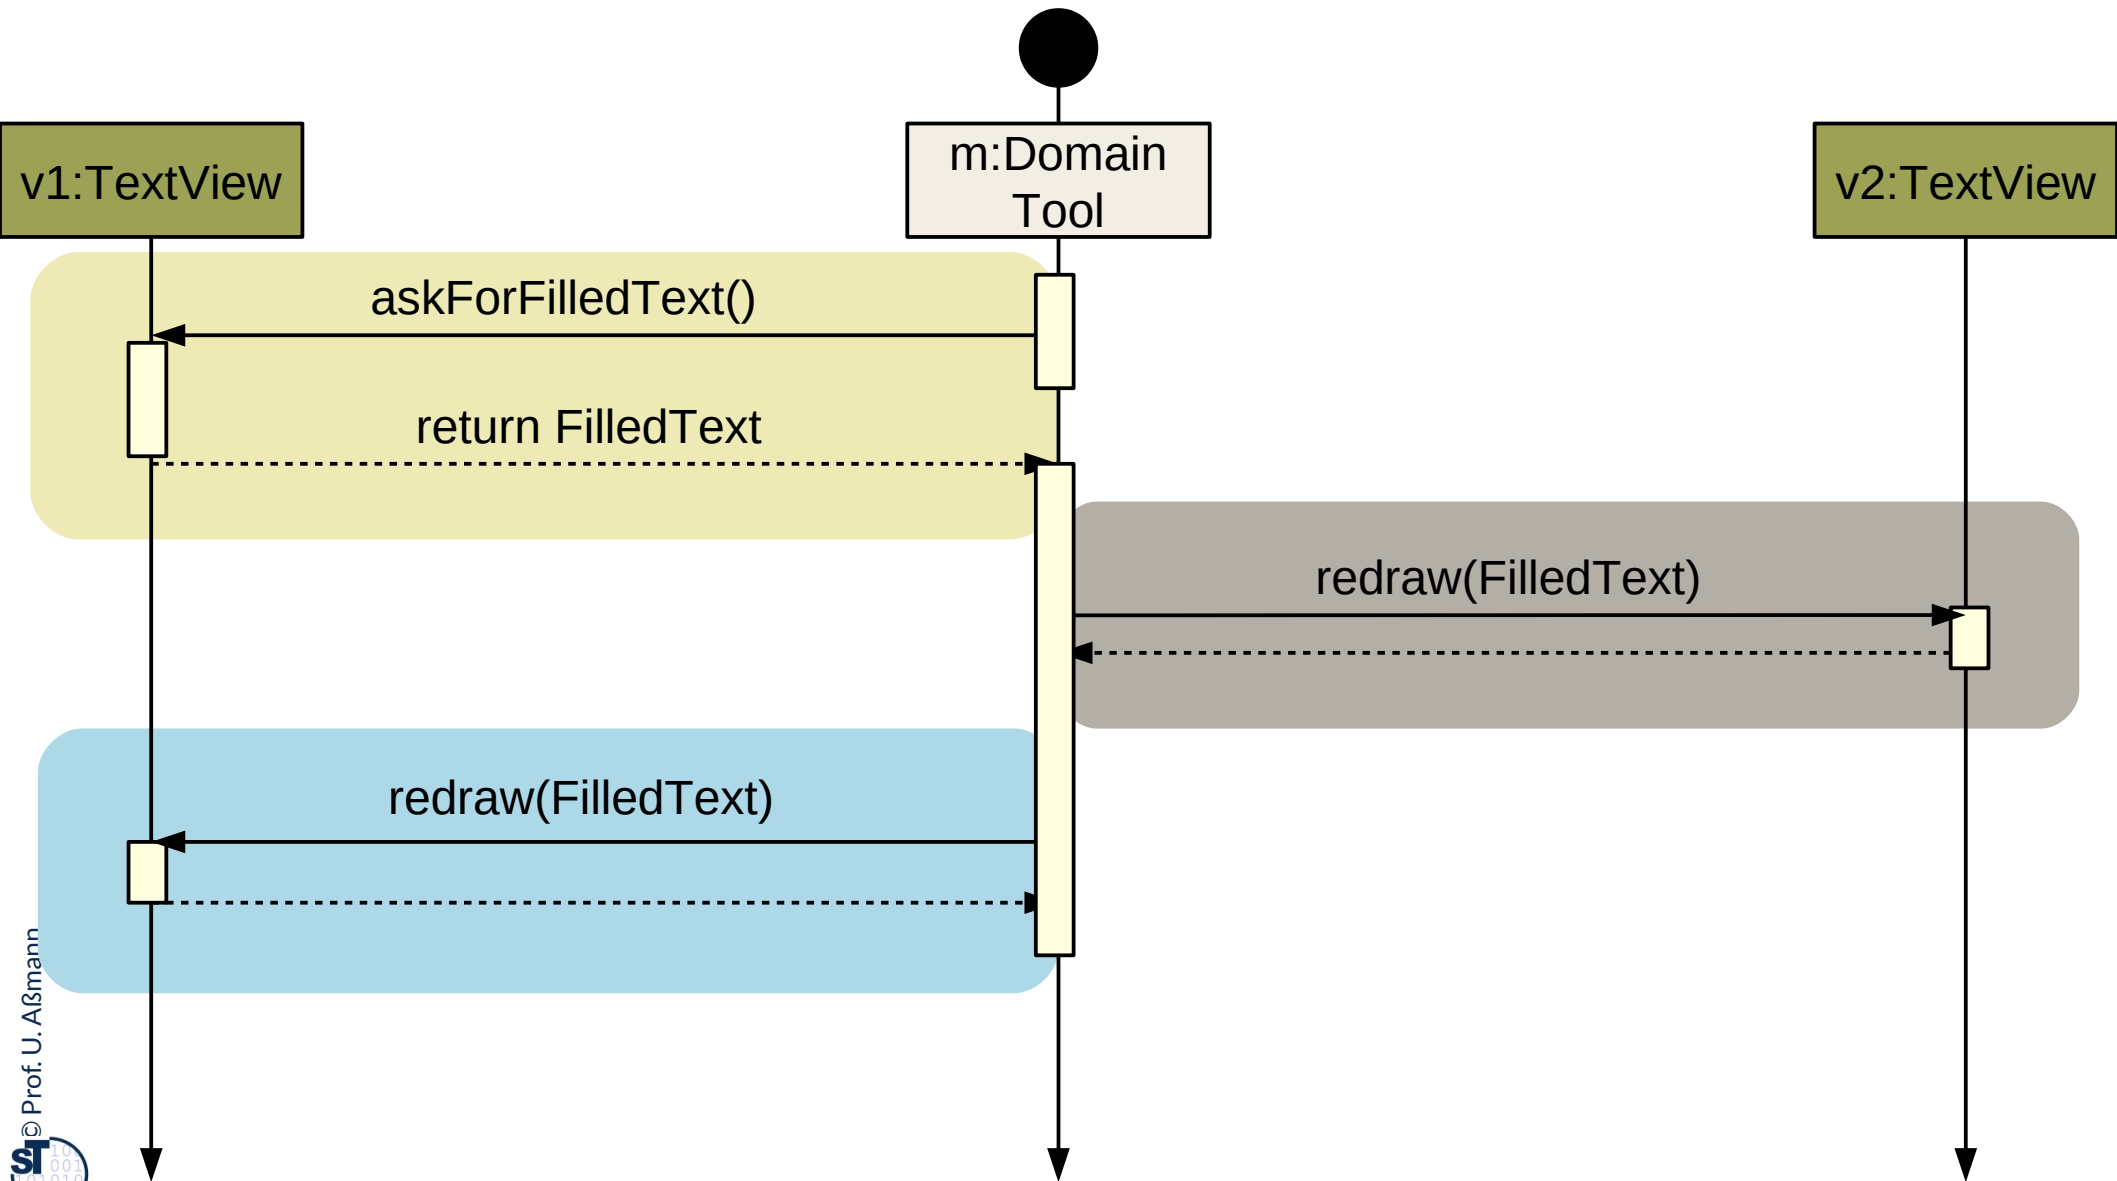 v1:TextView
m:Domain
Tool
v2:TextView
askForFilledText()
return FilledText
redraw(FilledText)
redraw(FilledText)
© Prof. U. Aßmann
ST